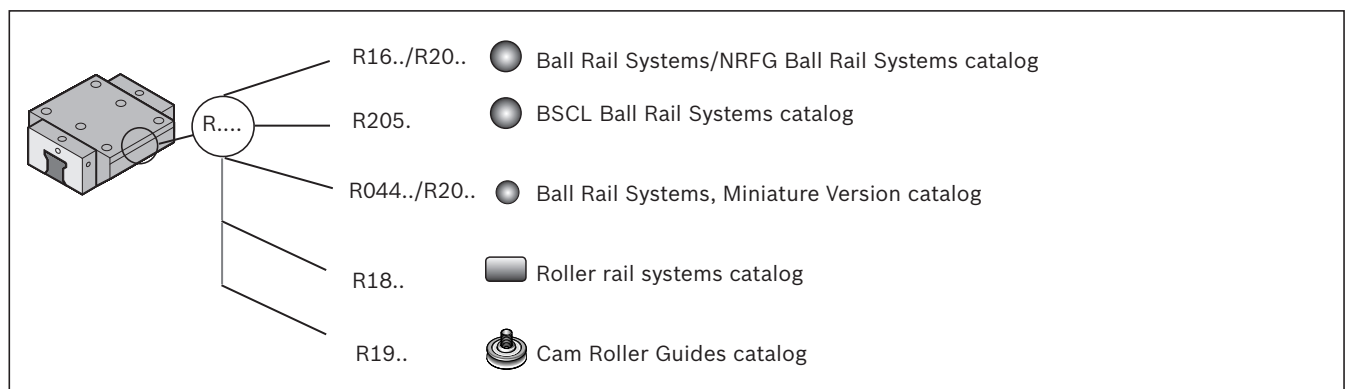 R16../R20.. Ball Rail Systems/NRFG Ball Rail Systems catalog
R.... R205. BSCL Ball Rail Systems catalog
R044../R20.. Ball Rail Systems, Miniature Version catalog
R18.. Roller rail systems catalog
R19.. Cam Roller Guides catalog